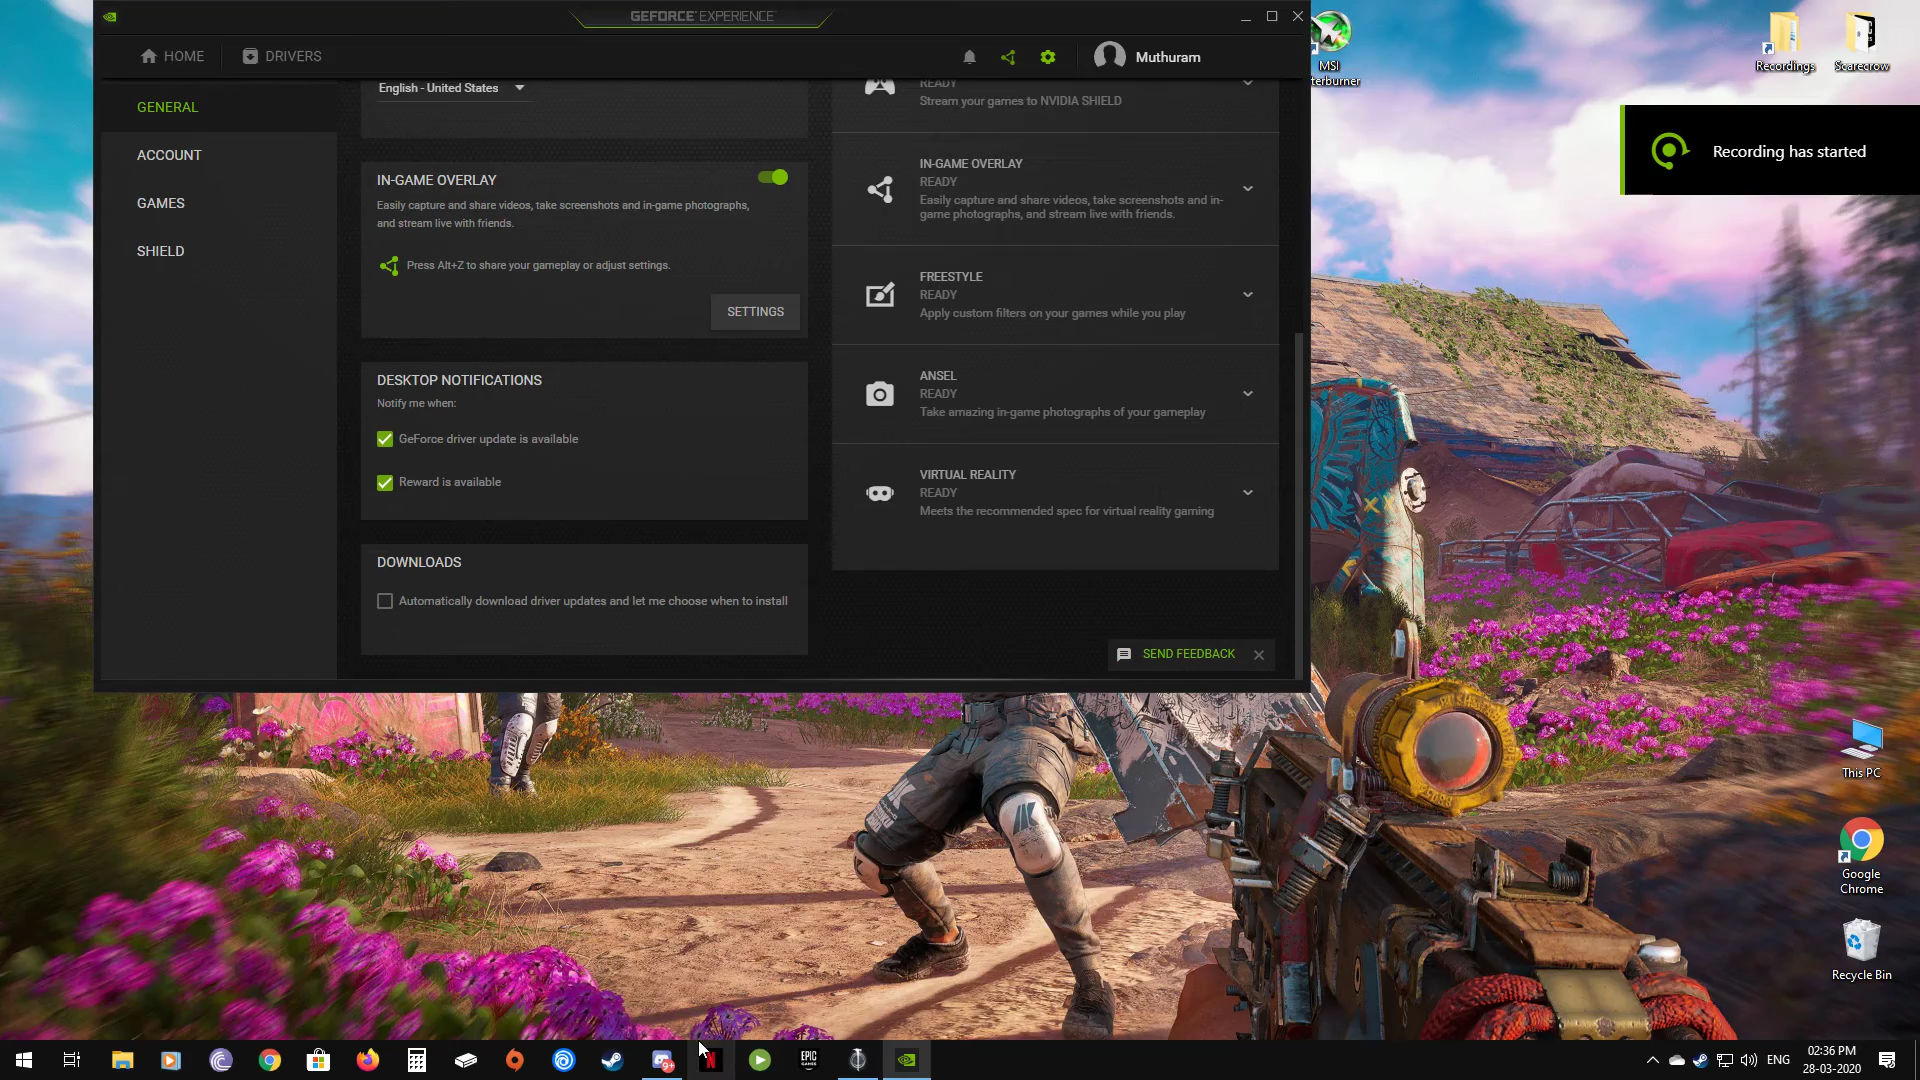 GEFORCE EXPERIENCE
HOME
DRIVERS
Muthuram
GENERAL
ACCOUNT
GAMES
SHIELD
English - United States
IN-GAME OVERLAY
Easily capture and share videos, take screenshots and in-game photographs,
and stream live with friends.
Press Alt+Z to share your gameplay or adjust settings.
SETTINGS
DESKTOP NOTIFICATIONS
Notify me when:
GeForce driver update is available
Reward is available
DOWNLOADS
Automatically download driver updates and let me choose when to install
READY
Stream your games to NVIDIA SHIELD
IN-GAME OVERLAY
READY
Easily capture and share videos, take screenshots and in-
game photographs, and stream live with friends.
FREESTYLE
READY
Apply custom filters on your games while you play
ANSEL
READY
Take amazing in-game photographs of your gameplay
VIRTUAL REALITY
READY
Meets the recommended spec for virtual reality gaming
SEND FEEDBACK
MSI
terburner
Recordings
Scarecrow
Recording has started
This PC
Google
Chrome
Recycle Bin
9+
N
EPIC
GAMES
ENG
02:36 PM
28-03-2020